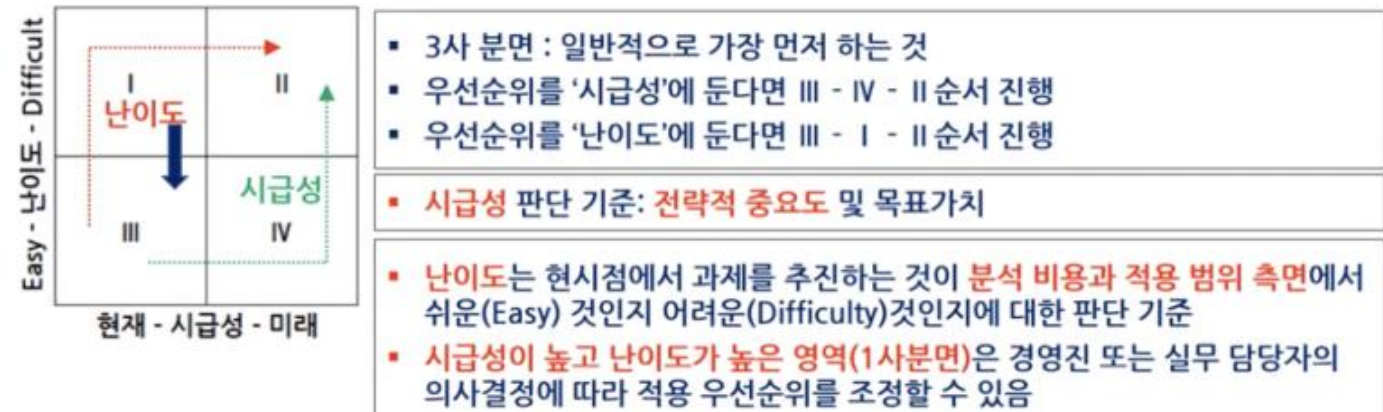 Easy - 난이도 - Difficult
I
II
난이도
시급성
III
IV
현재 - 시급성 - 미래
▪ 3사 분면 : 일반적으로 가장 먼저 하는 것
▪ 우선순위를 ‘시급성’에 둔다면 Ⅲ - Ⅳ - Ⅱ 순서 진행
▪ 우선순위를 ‘난이도’에 둔다면 Ⅲ - Ⅰ - Ⅱ 순서 진행
▪ 시급성 판단 기준: 전략적 중요도 및 목표가치
▪ 난이도는 현시점에서 과제를 추진하는 것이 분석 비용과 적용 범위 측면에서
쉬운(Easy) 것인지 어려운(Difficulty)것인지에 대한 판단 기준
▪ 시급성이 높고 난이도가 높은 영역(1사분면)은 경영진 또는 실무 담당자의
의사결정에 따라 적용 우선순위를 조정할 수 있음